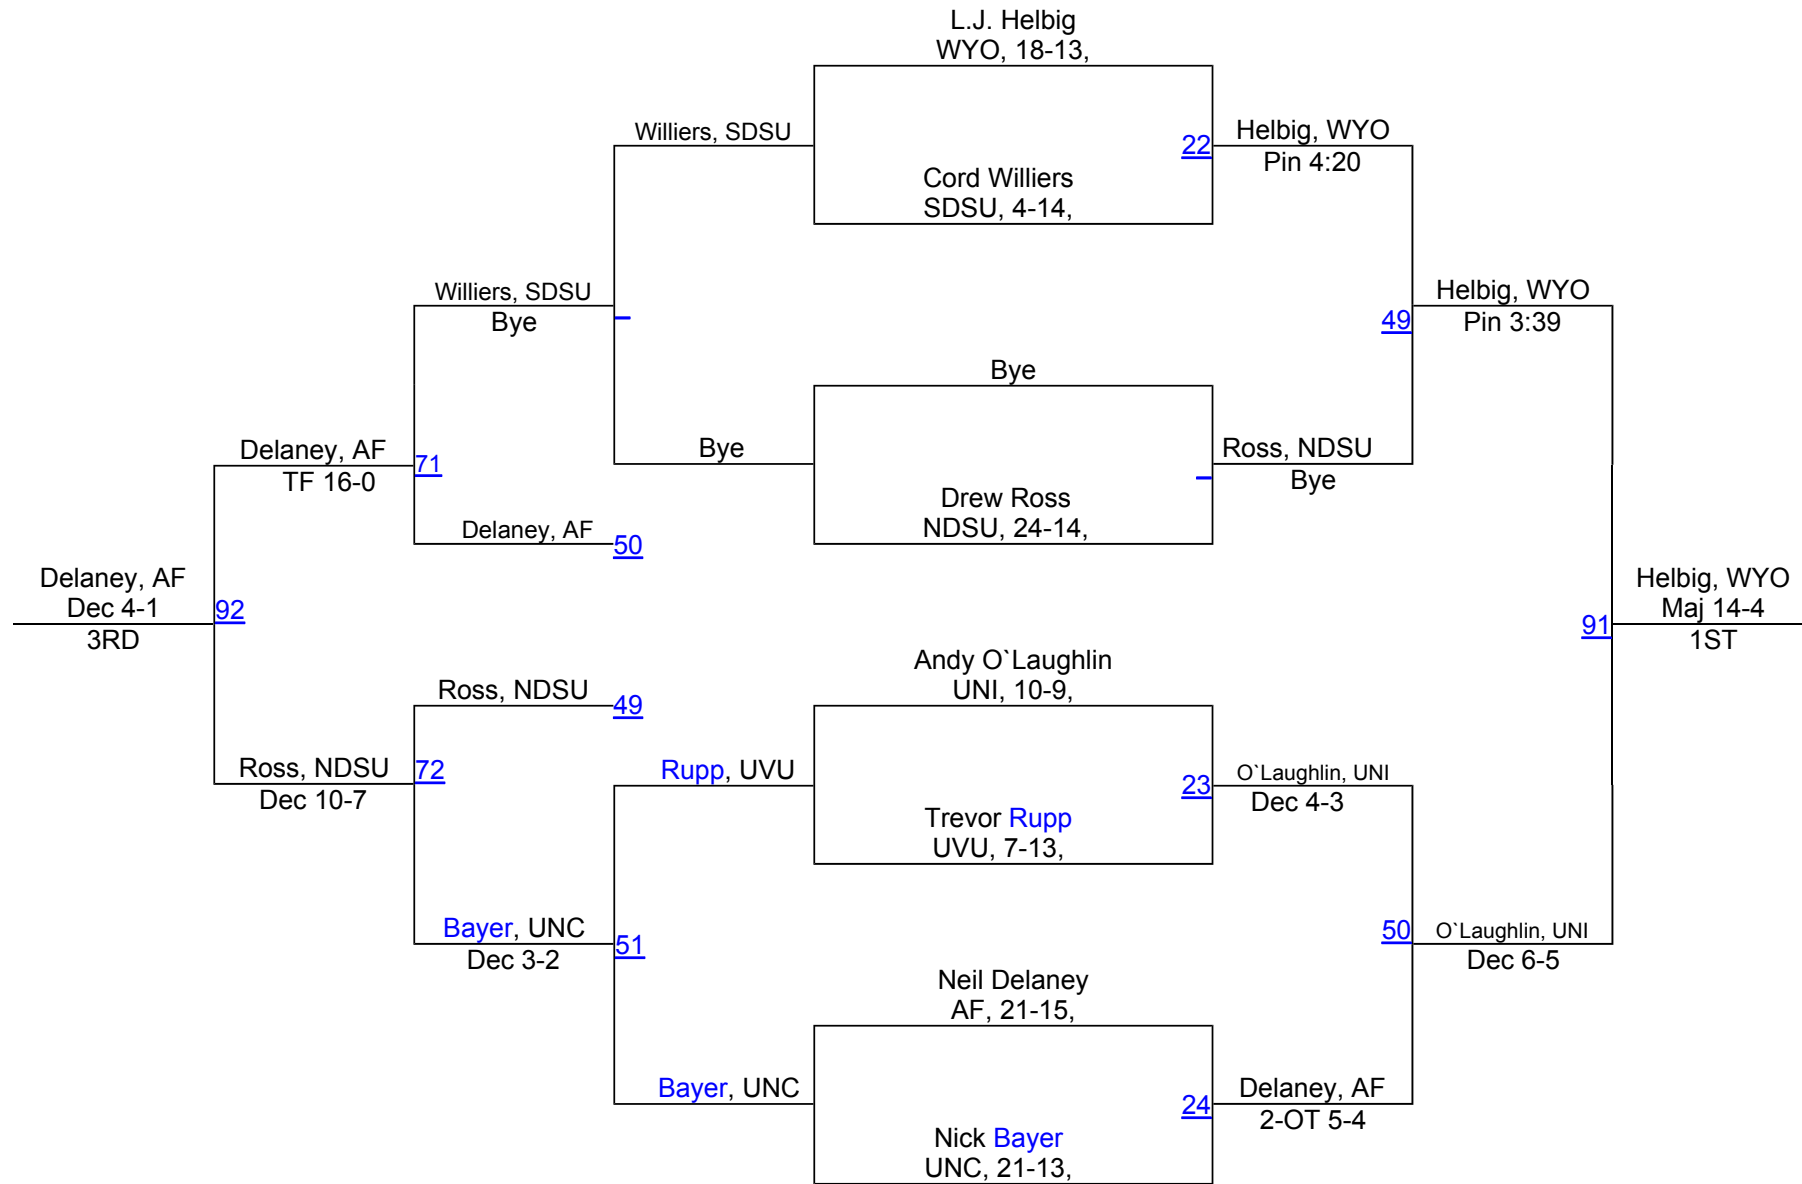 L.J. Helbig
WYO, 18-13,
Williers, SDSU
22
Helbig, WYO
Pin 4:20
Cord Williers
SDSU, 4-14,
Williers, SDSU
Bye
49
Helbig, WYO
Pin 3:39
Bye
Delaney, AF
TF 16-0
71
Bye
Ross, NDSU
Bye
Drew Ross
NDSU, 24-14,
Delaney, AF
50
Delaney, AF
Dec 4-1
3RD
92
91
Helbig, WYO
Maj 14-4
1ST
Andy O`Laughlin
UNI, 10-9,
Ross, NDSU
49
Ross, NDSU
Dec 10-7
72
Rupp, UVU
23
O`Laughlin, UNI
Dec 4-3
Trevor Rupp
UVU, 7-13,
Bayer, UNC
Dec 3-2
51
50
O`Laughlin, UNI
Dec 6-5
Neil Delaney
AF, 21-15,
Bayer, UNC
24
Delaney, AF
2-OT 5-4
Nick Bayer
UNC, 21-13,